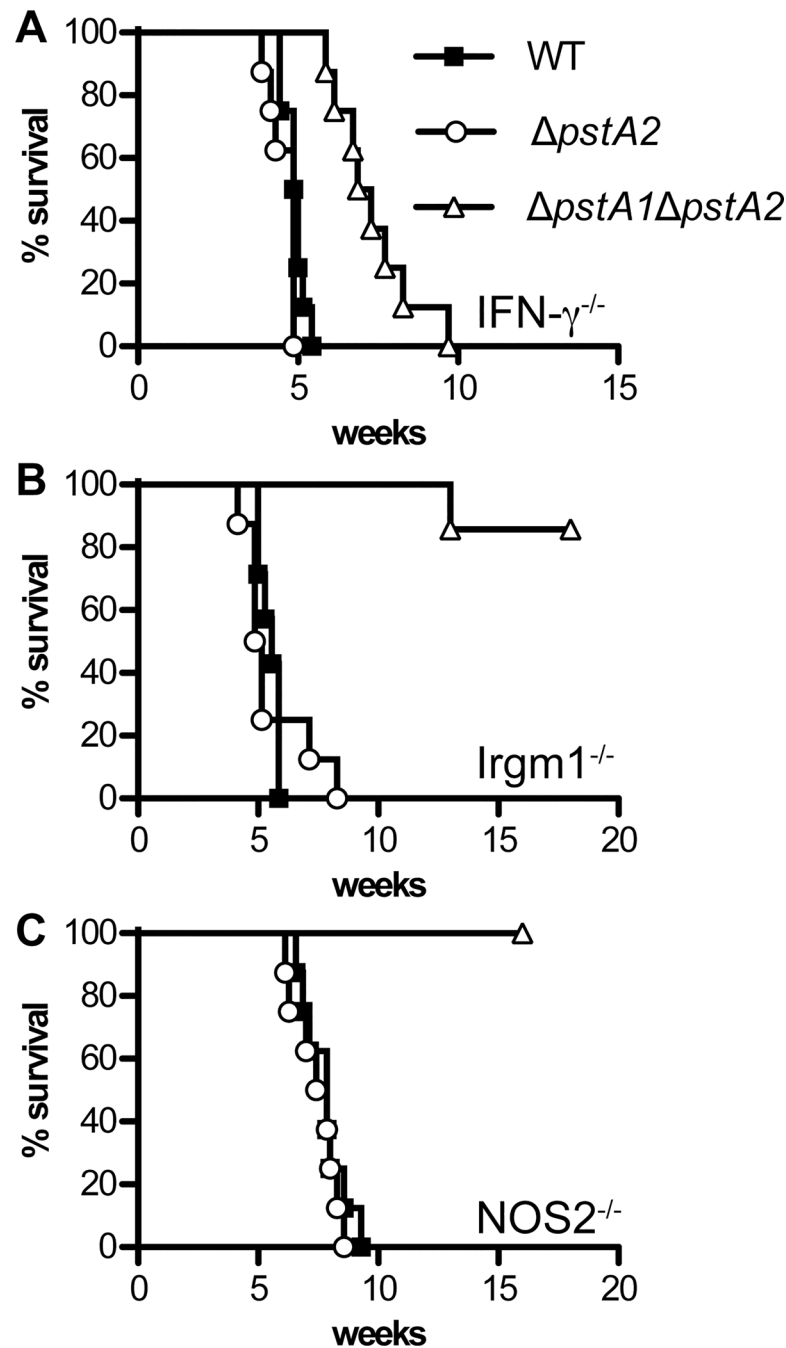 A
100
80
60
40
20
0
% survival
WT
ΔpstA2
ΔpstA1ΔpstA2
IFN-γ-/-
0 5 10 15
weeks
B
100
80
60
40
20
0
% survival
Irgm1-/-
0 5 10 15 20
weeks
C
100
80
60
40
20
0
% survival
NOS2-/-
0 5 10 15 20
weeks